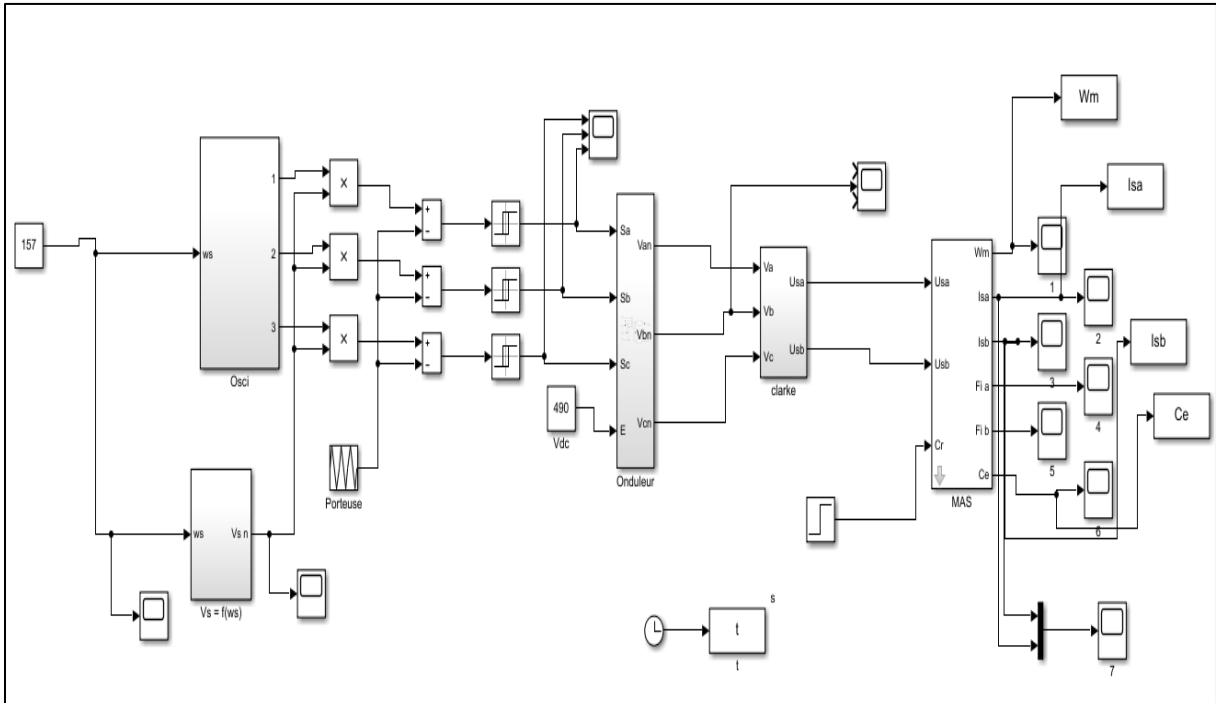 Wm
Isa
Isb
Ce
157
ws
1
2
3
Osci
×
×
×
+
−
+
−
+
−
Porteuse
ws
Vs n
Vs = f(ws)
490
Vdc
Sa
Sb
Sc
E
Van
Vbn
Vcn
Onduleur
Va
Vb
Vc
Usa
Usb
clarke
Usa
Usb
Cr
Wm
Isa
Isb
Fi a
Fi b
Ce
MAS
1
2
3
4
5
6
7
s
t
t